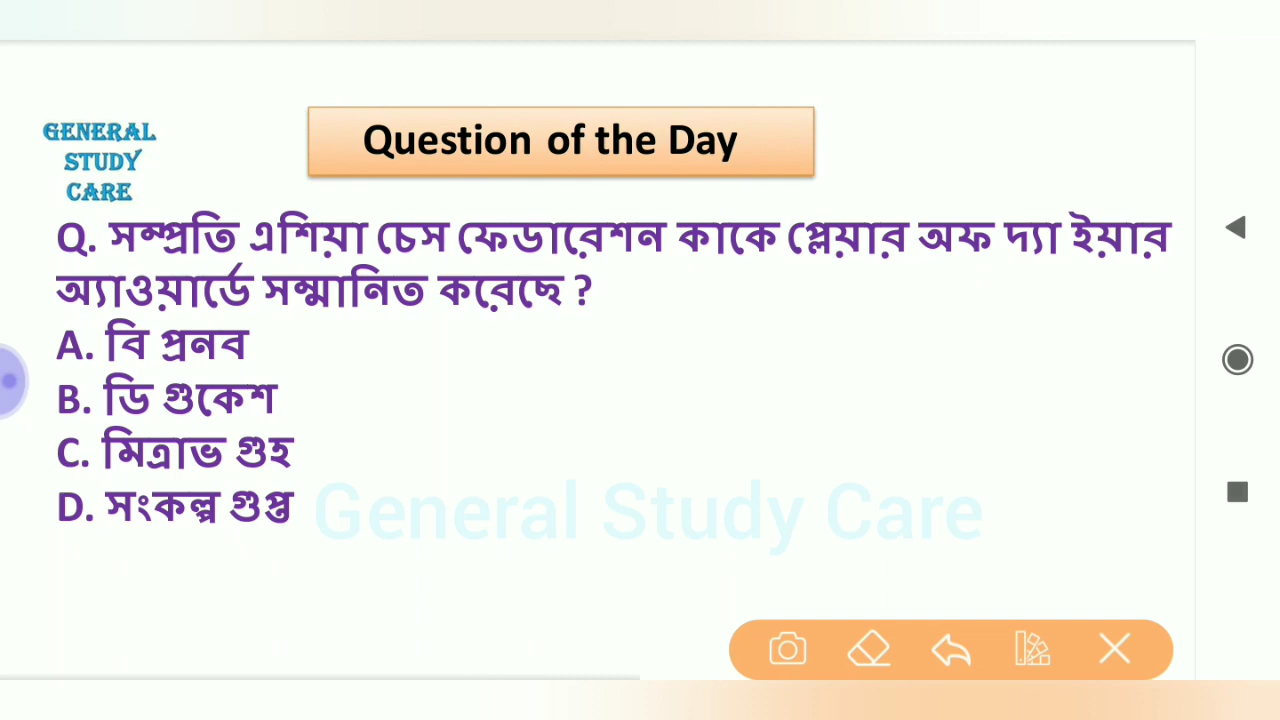 GENERAL
STUDY
CARE
Question of the Day
Q. সম্প্রতি এশিয়া চেস ফেডারেশন কাকে প্লেয়ার অফ দ্যা ইয়ার
অ্যাওয়ার্ডে সম্মানিত করেছে ?
A. বি প্রনব
B. ডি গুকেশ
C. মিত্রাভ গুহ
D. সংকল্প গুপ্ত
General Study Care